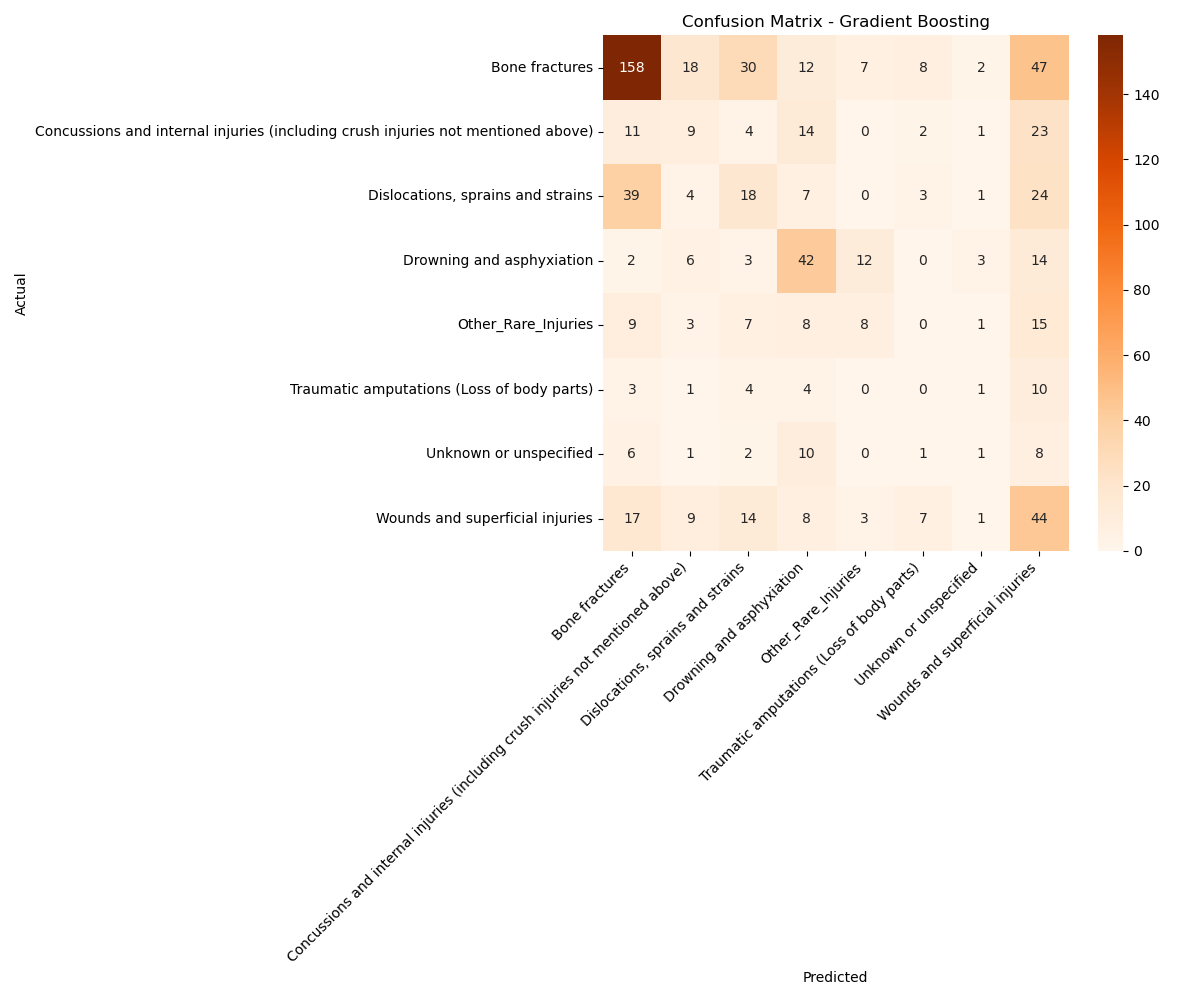 Confusion Matrix - Gradient Boosting
Actual
Bone fractures 158 18 30 12 7 8 2 47
Concussions and internal injuries (including crush injuries not mentioned above) 11 9 4 14 0 2 1 23
Dislocations, sprains and strains 39 4 18 7 0 3 1 24
Drowning and asphyxiation 2 6 3 42 12 0 3 14
Other_Rare_Injuries 9 3 7 8 8 0 1 15
Traumatic amputations (Loss of body parts) 3 1 4 4 0 0 1 10
Unknown or unspecified 6 1 2 10 0 1 1 8
Wounds and superficial injuries 17 9 14 8 3 7 1 44
Bone fractures
Concussions and internal injuries (including crush injuries not mentioned above)
Dislocations, sprains and strains
Drowning and asphyxiation
Other_Rare_Injuries
Traumatic amputations (Loss of body parts)
Unknown or unspecified
Wounds and superficial injuries
Predicted
140
120
100
80
60
40
20
0